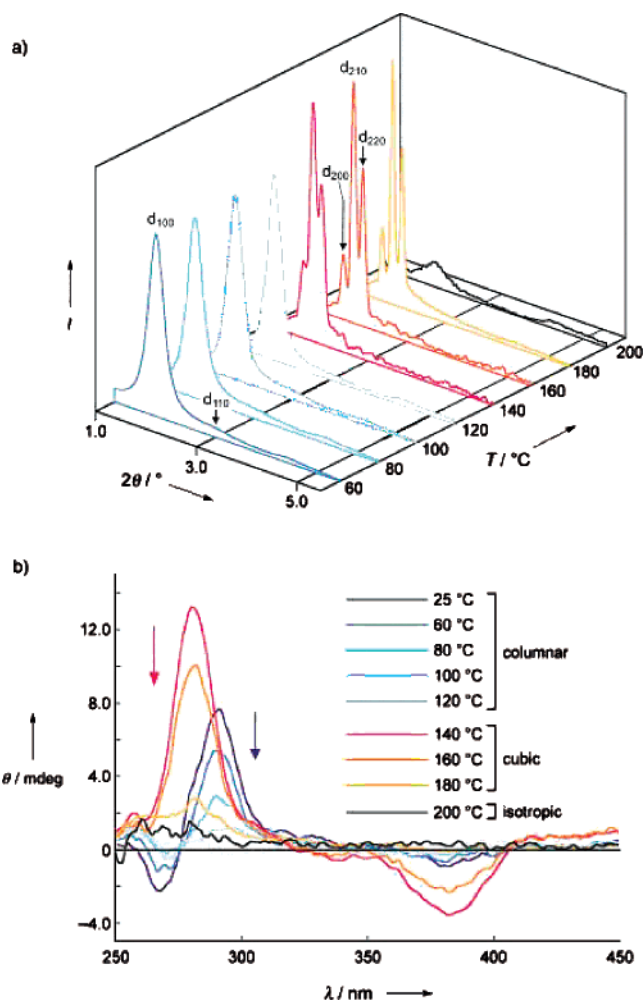 a)
d210
d220
d200
d100
I
d110
1.0
3.0
5.0
2θ / °
60
80
100
120
140
160
180
200
T / °C
b)
12.0
8.0
4.0
0
–4.0
θ / mdeg
25 °C
60 °C
80 °C
100 °C
120 °C
columnar
140 °C
160 °C
180 °C
cubic
200 °C
isotropic
250
300
350
400
450
λ / nm